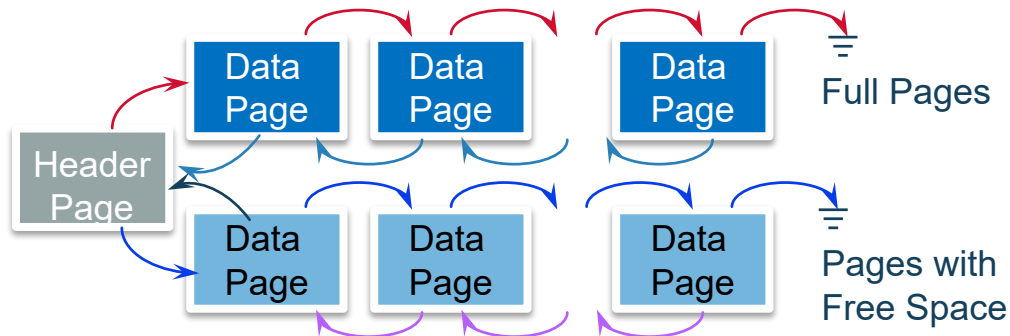 Data
Page
Data
Page
Data
Page
Full Pages
Header
Page
Data
Page
Data
Page
Data
Page
Pages with
Free Space